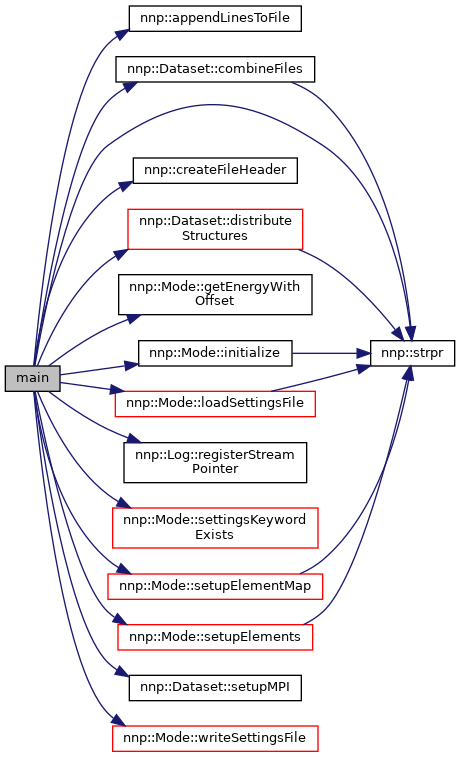 nnp::appendLinesToFile
nnp::Dataset::combineFiles
nnp::createFileHeader
nnp::Dataset::distribute
Structures
nnp::Mode::getEnergyWith
Offset
nnp::Mode::initialize
nnp::strpr
main
nnp::Mode::loadSettingsFile
nnp::Log::registerStream
Pointer
nnp::Mode::settingsKeyword
Exists
nnp::Mode::setupElementMap
nnp::Mode::setupElements
nnp::Dataset::setupMPI
nnp::Mode::writeSettingsFile